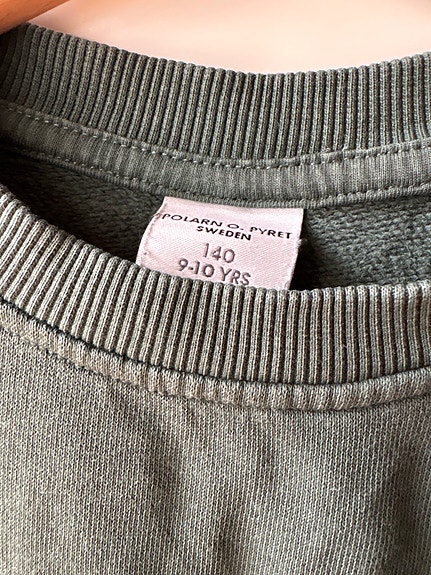 POLARN O. PYRET
SWEDEN
140
9-10 YRS